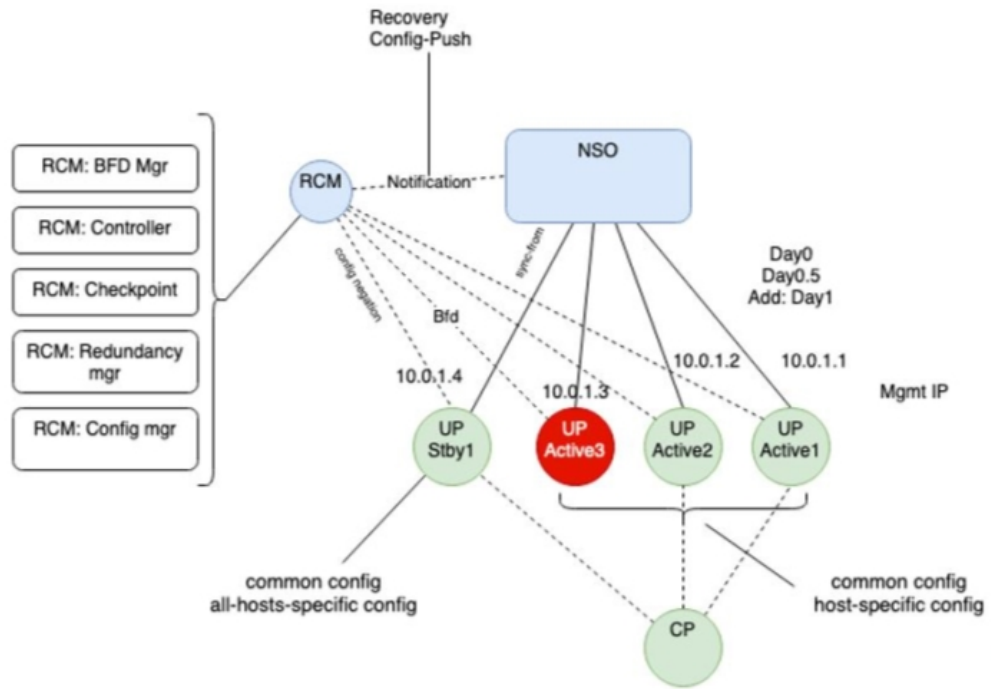 Recovery
Config-Push
RCM: BFD Mgr
RCM: Controller
RCM: Checkpoint
RCM: Redundancy
mgr
RCM: Config mgr
RCM
Notification
NSO
config negation
sync-from
Bfd
Day0
Day0.5
Add: Day1
10.0.1.4
10.0.1.3
10.0.1.2
10.0.1.1
Mgmt IP
UP
Stby1
UP
Active3
UP
Active2
UP
Active1
common config
all-hosts-specific config
common config
host-specific config
CP